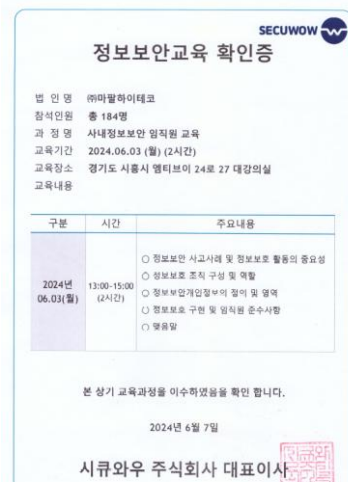 SECUWOW
정보보안교육 확인증
법 인 명 ㈜마팔하이테코
참석인원 총 184명
과 정 명 사내정보보안 임직원 교육
교육기간 2024.06.03 (월) (2시간)
교육장소 경기도 시흥시 엠티브이 24로 27 대강의실
교육내용
구분 시간 주요내용
2024년 06.03(월) 13:00-15:00 (2시간)
○ 정보보안 사고사례 및 정보보호 활동의 중요성
○ 정보보호 조직 구성 및 역할
○ 정보보안개인정보의 정의 및 영역
○ 정보보호 구현 및 임직원 준수사항
○ 맺음말
본 상기 교육과정을 이수하였음을 확인 합니다.
2024년 6월 7일
시큐와우 주식회사 대표이사